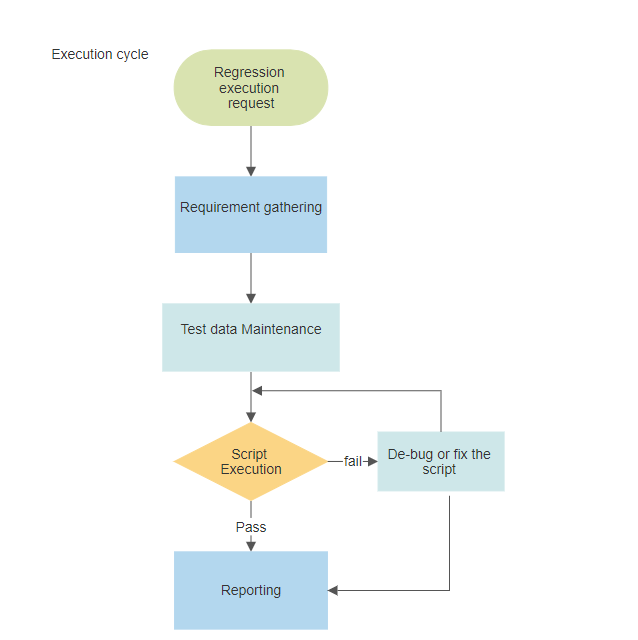 Execution cycle
Regression
execution
request
Requirement gathering
Test data Maintenance
Script
Execution
fail
De-bug or fix the
script
Pass
Reporting